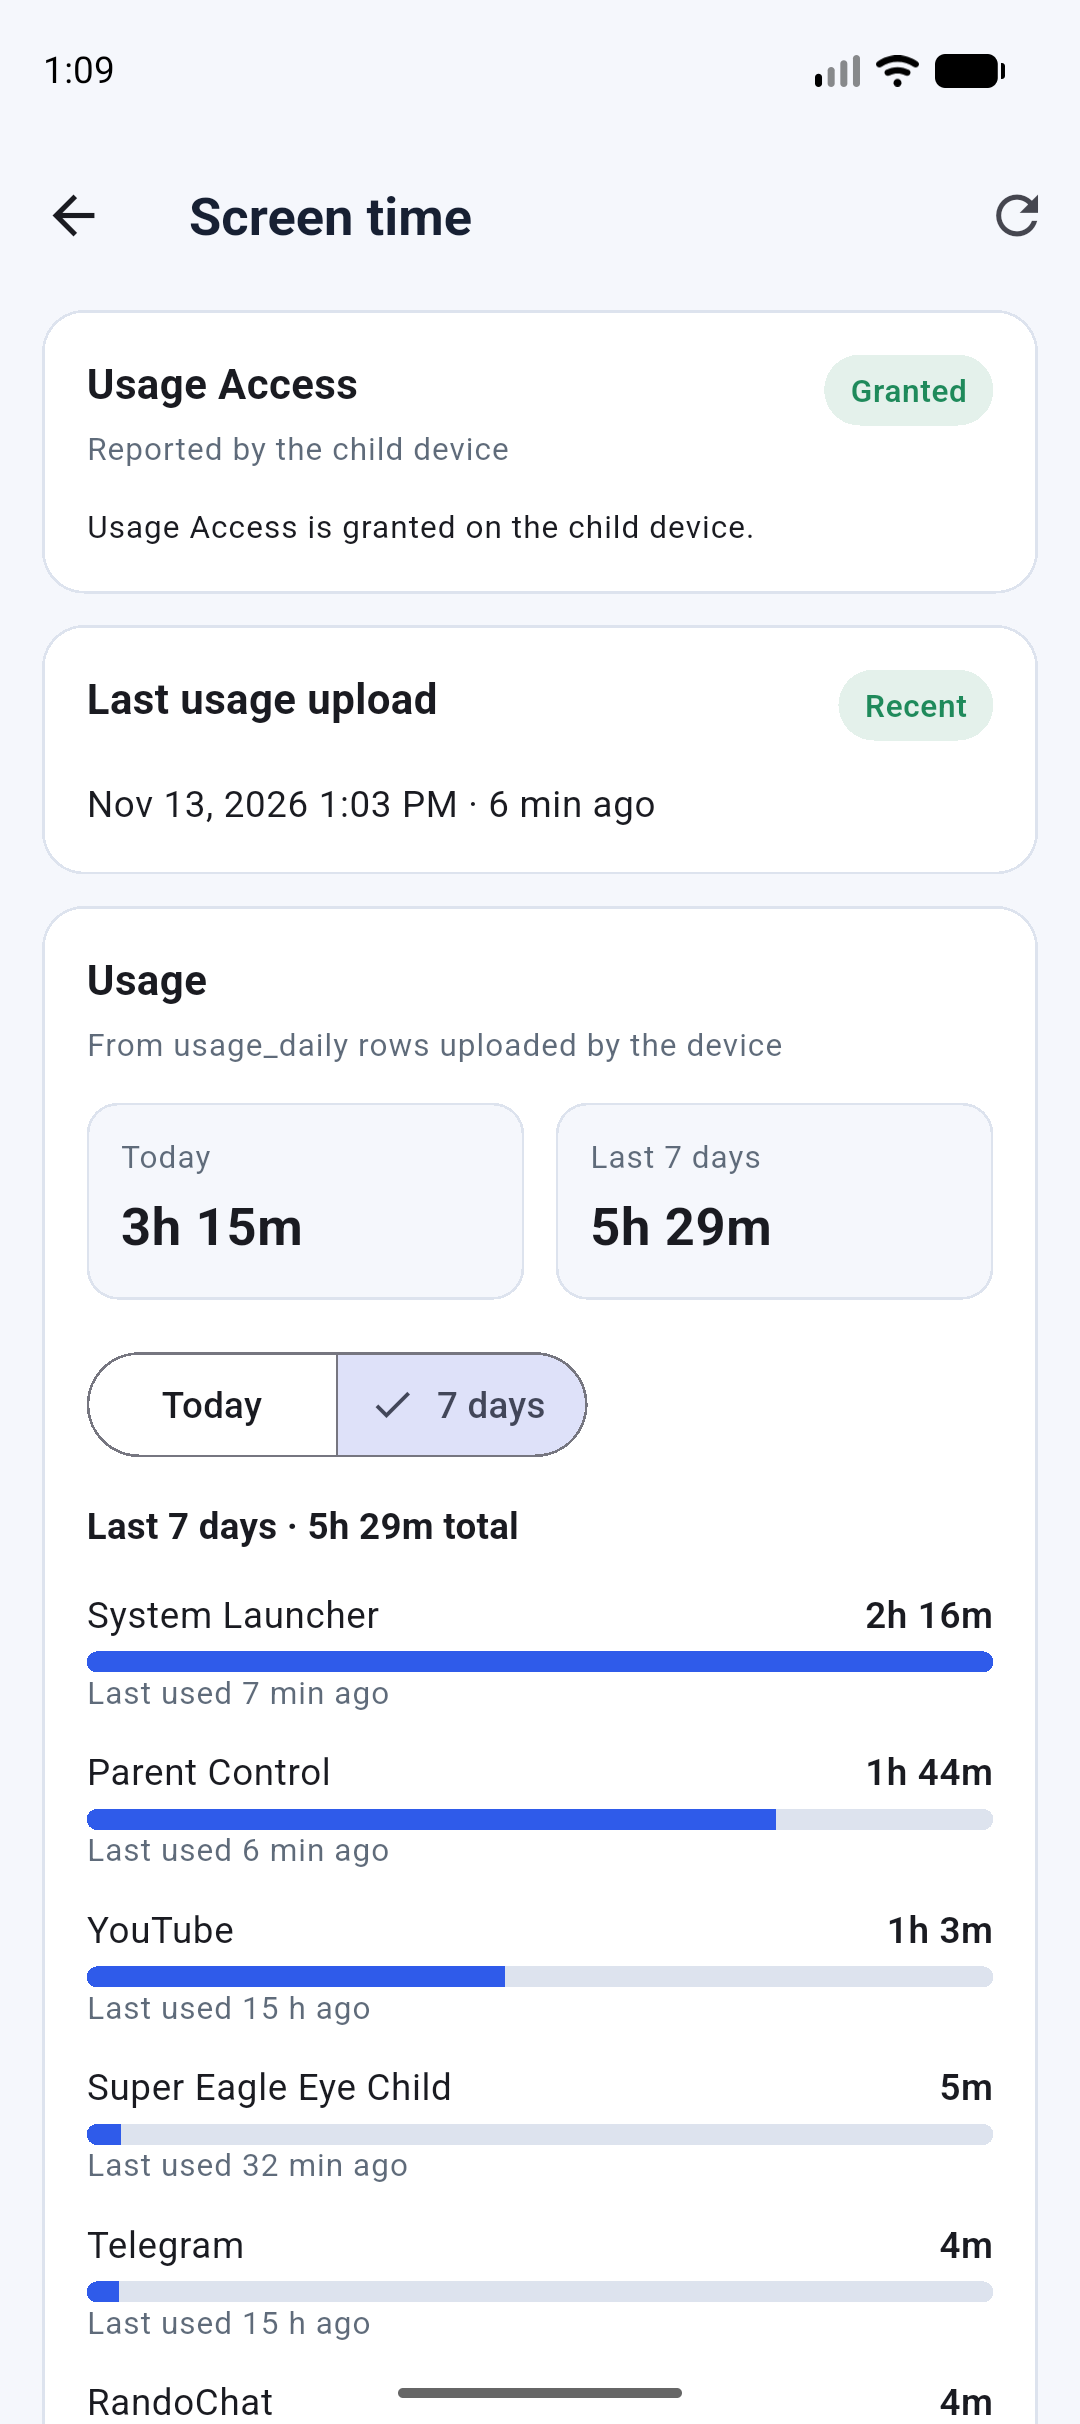 1:09
Screen time
Usage Access
Granted
Reported by the child device
Usage Access is granted on the child device.
Last usage upload
Recent
Nov 13, 2026 1:03 PM · 6 min ago
Usage
From usage_daily rows uploaded by the device
Today
Last 7 days
3h 15m
5h 29m
Today
7 days
Last 7 days · 5h 29m total
System Launcher
2h 16m
Last used 7 min ago
Parent Control
1h 44m
Last used 6 min ago
YouTube
1h 3m
Last used 15 h ago
Super Eagle Eye Child
5m
Last used 32 min ago
Telegram
4m
Last used 15 h ago
RandoChat
4m